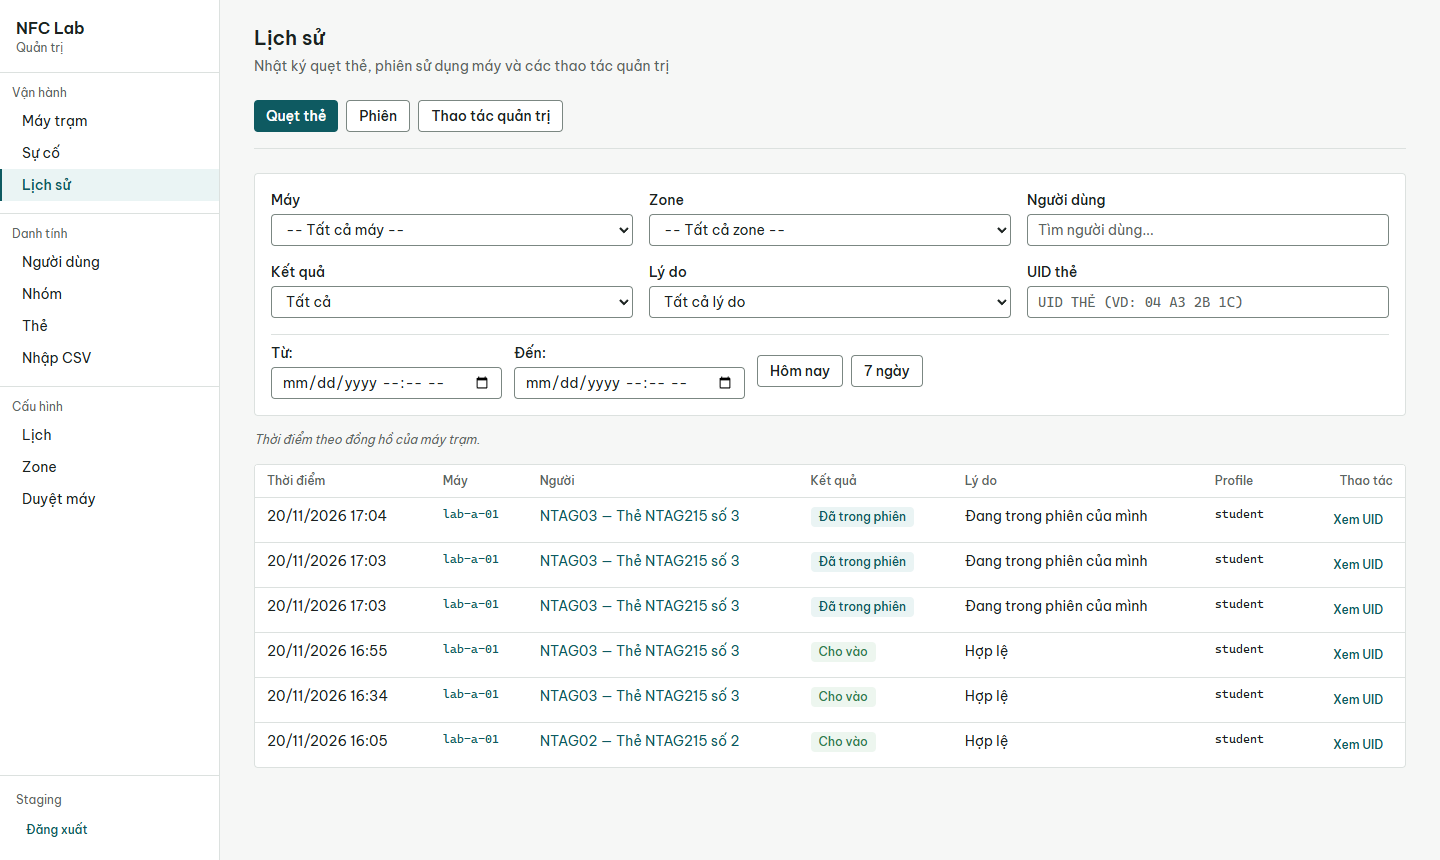 NFC Lab
Quản trị
Vận hành
Máy trạm
Sự cố
Lịch sử
Danh tính
Người dùng
Nhóm
Thẻ
Nhập CSV
Cấu hình
Lịch
Zone
Duyệt máy
Staging
Đăng xuất
Lịch sử
Nhật ký quẹt thẻ, phiên sử dụng máy và các thao tác quản trị
Quẹt thẻ Phiên Thao tác quản trị
Máy Zone Người dùng
-- Tất cả máy -- -- Tất cả zone -- Tìm người dùng...
Kết quả Lý do UID thẻ
Tất cả Tất cả lý do UID THẺ (VD: 04 A3 2B 1C)
Từ: Đến:
mm/dd/yyyy --:-- -- mm/dd/yyyy --:-- -- Hôm nay 7 ngày
Thời điểm theo đồng hồ của máy trạm.
Thời điểm Máy Người Kết quả Lý do Profile Thao tác
20/11/2026 17:04 lab-a-01 NTAG03 — Thẻ NTAG215 số 3 Đã trong phiên Đang trong phiên của mình student Xem UID
20/11/2026 17:03 lab-a-01 NTAG03 — Thẻ NTAG215 số 3 Đã trong phiên Đang trong phiên của mình student Xem UID
20/11/2026 17:03 lab-a-01 NTAG03 — Thẻ NTAG215 số 3 Đã trong phiên Đang trong phiên của mình student Xem UID
20/11/2026 16:55 lab-a-01 NTAG03 — Thẻ NTAG215 số 3 Cho vào Hợp lệ student Xem UID
20/11/2026 16:34 lab-a-01 NTAG03 — Thẻ NTAG215 số 3 Cho vào Hợp lệ student Xem UID
20/11/2026 16:05 lab-a-01 NTAG02 — Thẻ NTAG215 số 2 Cho vào Hợp lệ student Xem UID